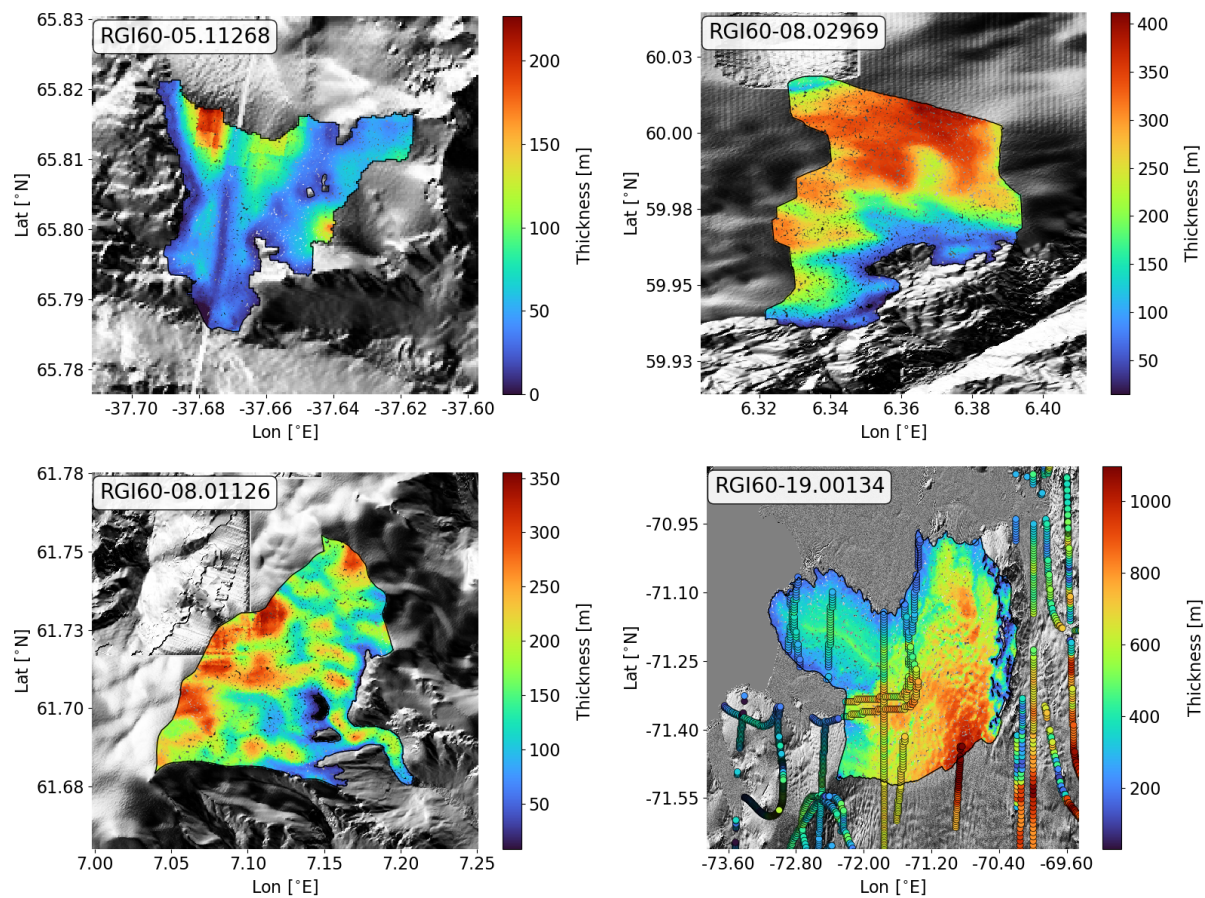 RGI60-05.11268
65.83
65.82
65.81
65.80
65.79
65.78
Lat [°N]
-37.70 -37.68 -37.66 -37.64 -37.62 -37.60
Lon [°E]
200
150
100
50
0
Thickness [m]
RGI60-08.02969
60.03
60.00
59.98
59.95
59.93
Lat [°N]
6.32 6.34 6.36 6.38 6.40
Lon [°E]
400
350
300
250
200
150
100
50
Thickness [m]
RGI60-08.01126
61.78
61.75
61.73
61.70
61.68
Lat [°N]
7.00 7.05 7.10 7.15 7.20 7.25
Lon [°E]
350
300
250
200
150
100
50
Thickness [m]
RGI60-19.00134
-70.95
-71.10
-71.25
-71.40
-71.55
Lat [°N]
-73.60 -72.80 -72.00 -71.20 -70.40 -69.60
Lon [°E]
1000
800
600
400
200
Thickness [m]